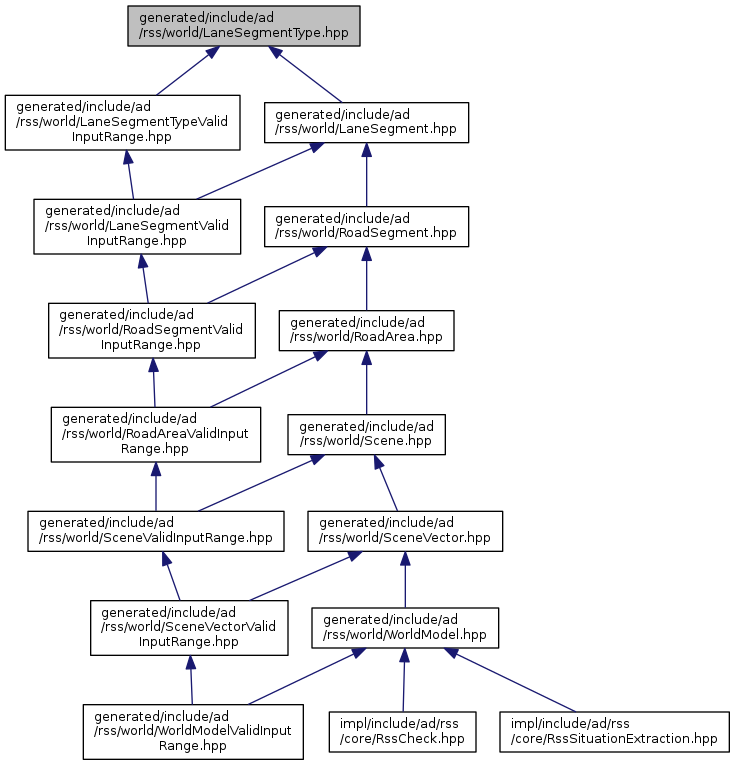 generated/include/ad
/rss/world/LaneSegmentType.hpp
generated/include/ad
/rss/world/LaneSegmentTypeValid
InputRange.hpp
generated/include/ad
/rss/world/LaneSegment.hpp
generated/include/ad
/rss/world/LaneSegmentValid
InputRange.hpp
generated/include/ad
/rss/world/RoadSegment.hpp
generated/include/ad
/rss/world/RoadSegmentValid
InputRange.hpp
generated/include/ad
/rss/world/RoadArea.hpp
generated/include/ad
/rss/world/RoadAreaValidInput
Range.hpp
generated/include/ad
/rss/world/Scene.hpp
generated/include/ad
/rss/world/SceneValidInputRange.hpp
generated/include/ad
/rss/world/SceneVector.hpp
generated/include/ad
/rss/world/SceneVectorValid
InputRange.hpp
generated/include/ad
/rss/world/WorldModel.hpp
generated/include/ad
/rss/world/WorldModelValidInput
Range.hpp
impl/include/ad/rss
/core/RssCheck.hpp
impl/include/ad/rss
/core/RssSituationExtraction.hpp